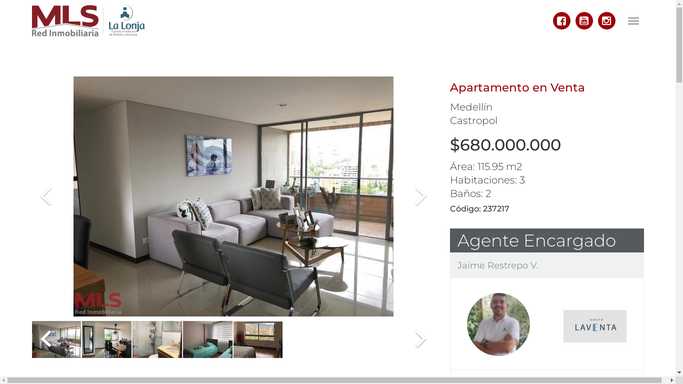 MLS
Red Inmobiliaria
La Lonja
Apartamento en Venta
Medellín
Castropol
$680.000.000
Área: 115.95 m2
Habitaciones: 3
Baños: 2
Código: 237217
Agente Encargado
Jaime Restrepo V.
MLS
Red Inmobiliaria
LAVENTA